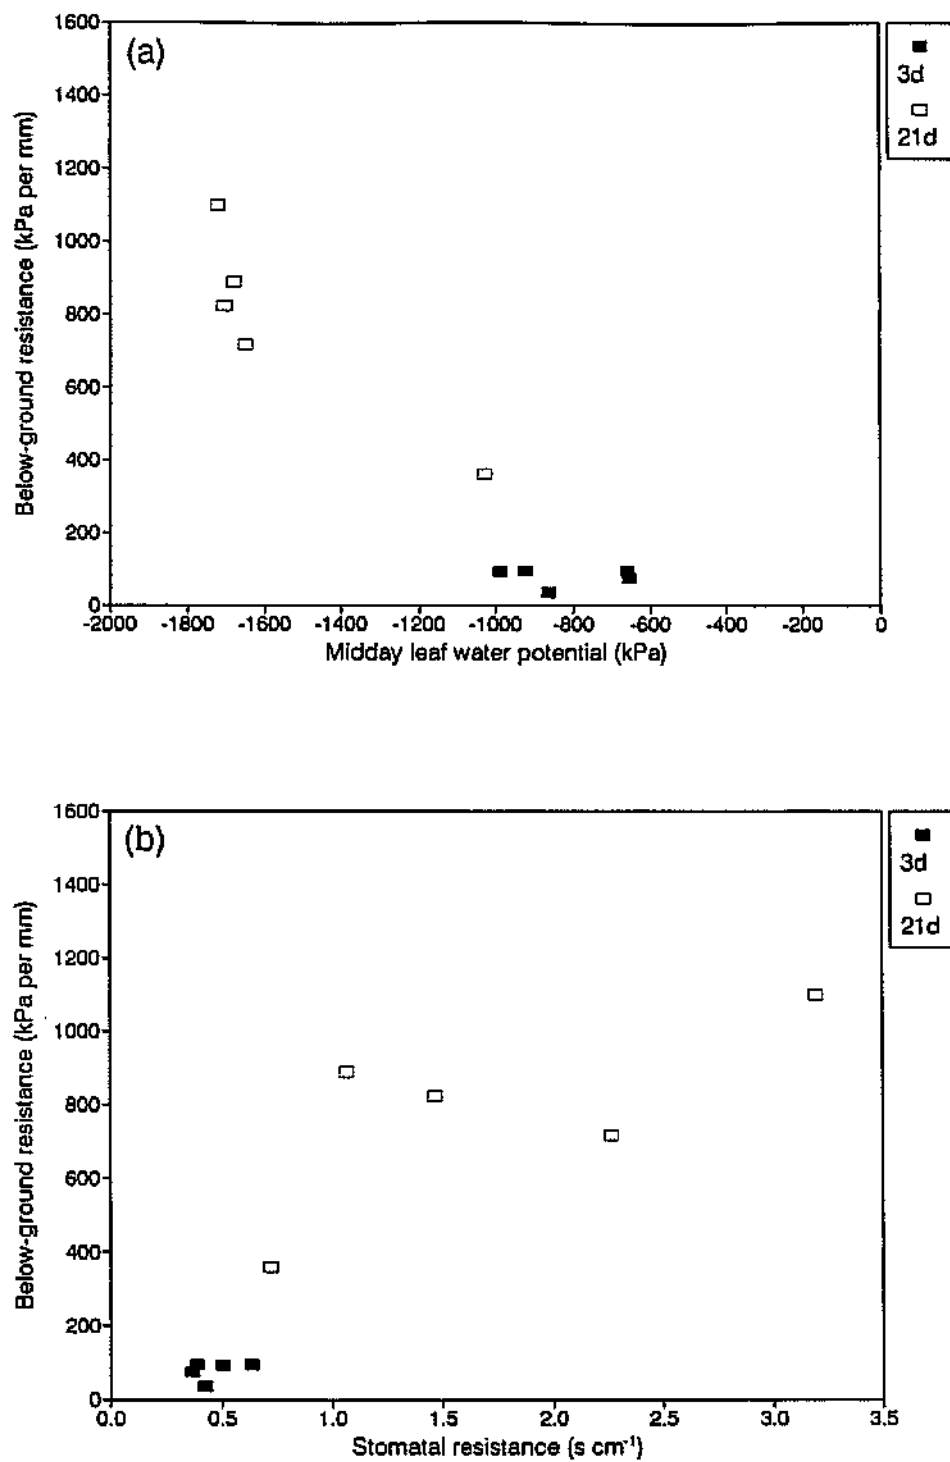 (a)
1600
1400
1200
1000
800
600
400
200
0
Below-ground resistance (kPa per mm)
-2000 -1800 -1600 -1400 -1200 -1000 -800 -600 -400 -200 0
Midday leaf water potential (kPa)
3d
21d
(b)
1600
1400
1200
1000
800
600
400
200
0
Below-ground resistance (kPa per mm)
0.0 0.5 1.0 1.5 2.0 2.5 3.0 3.5
Stomatal resistance (s cm⁻¹)
3d
21d